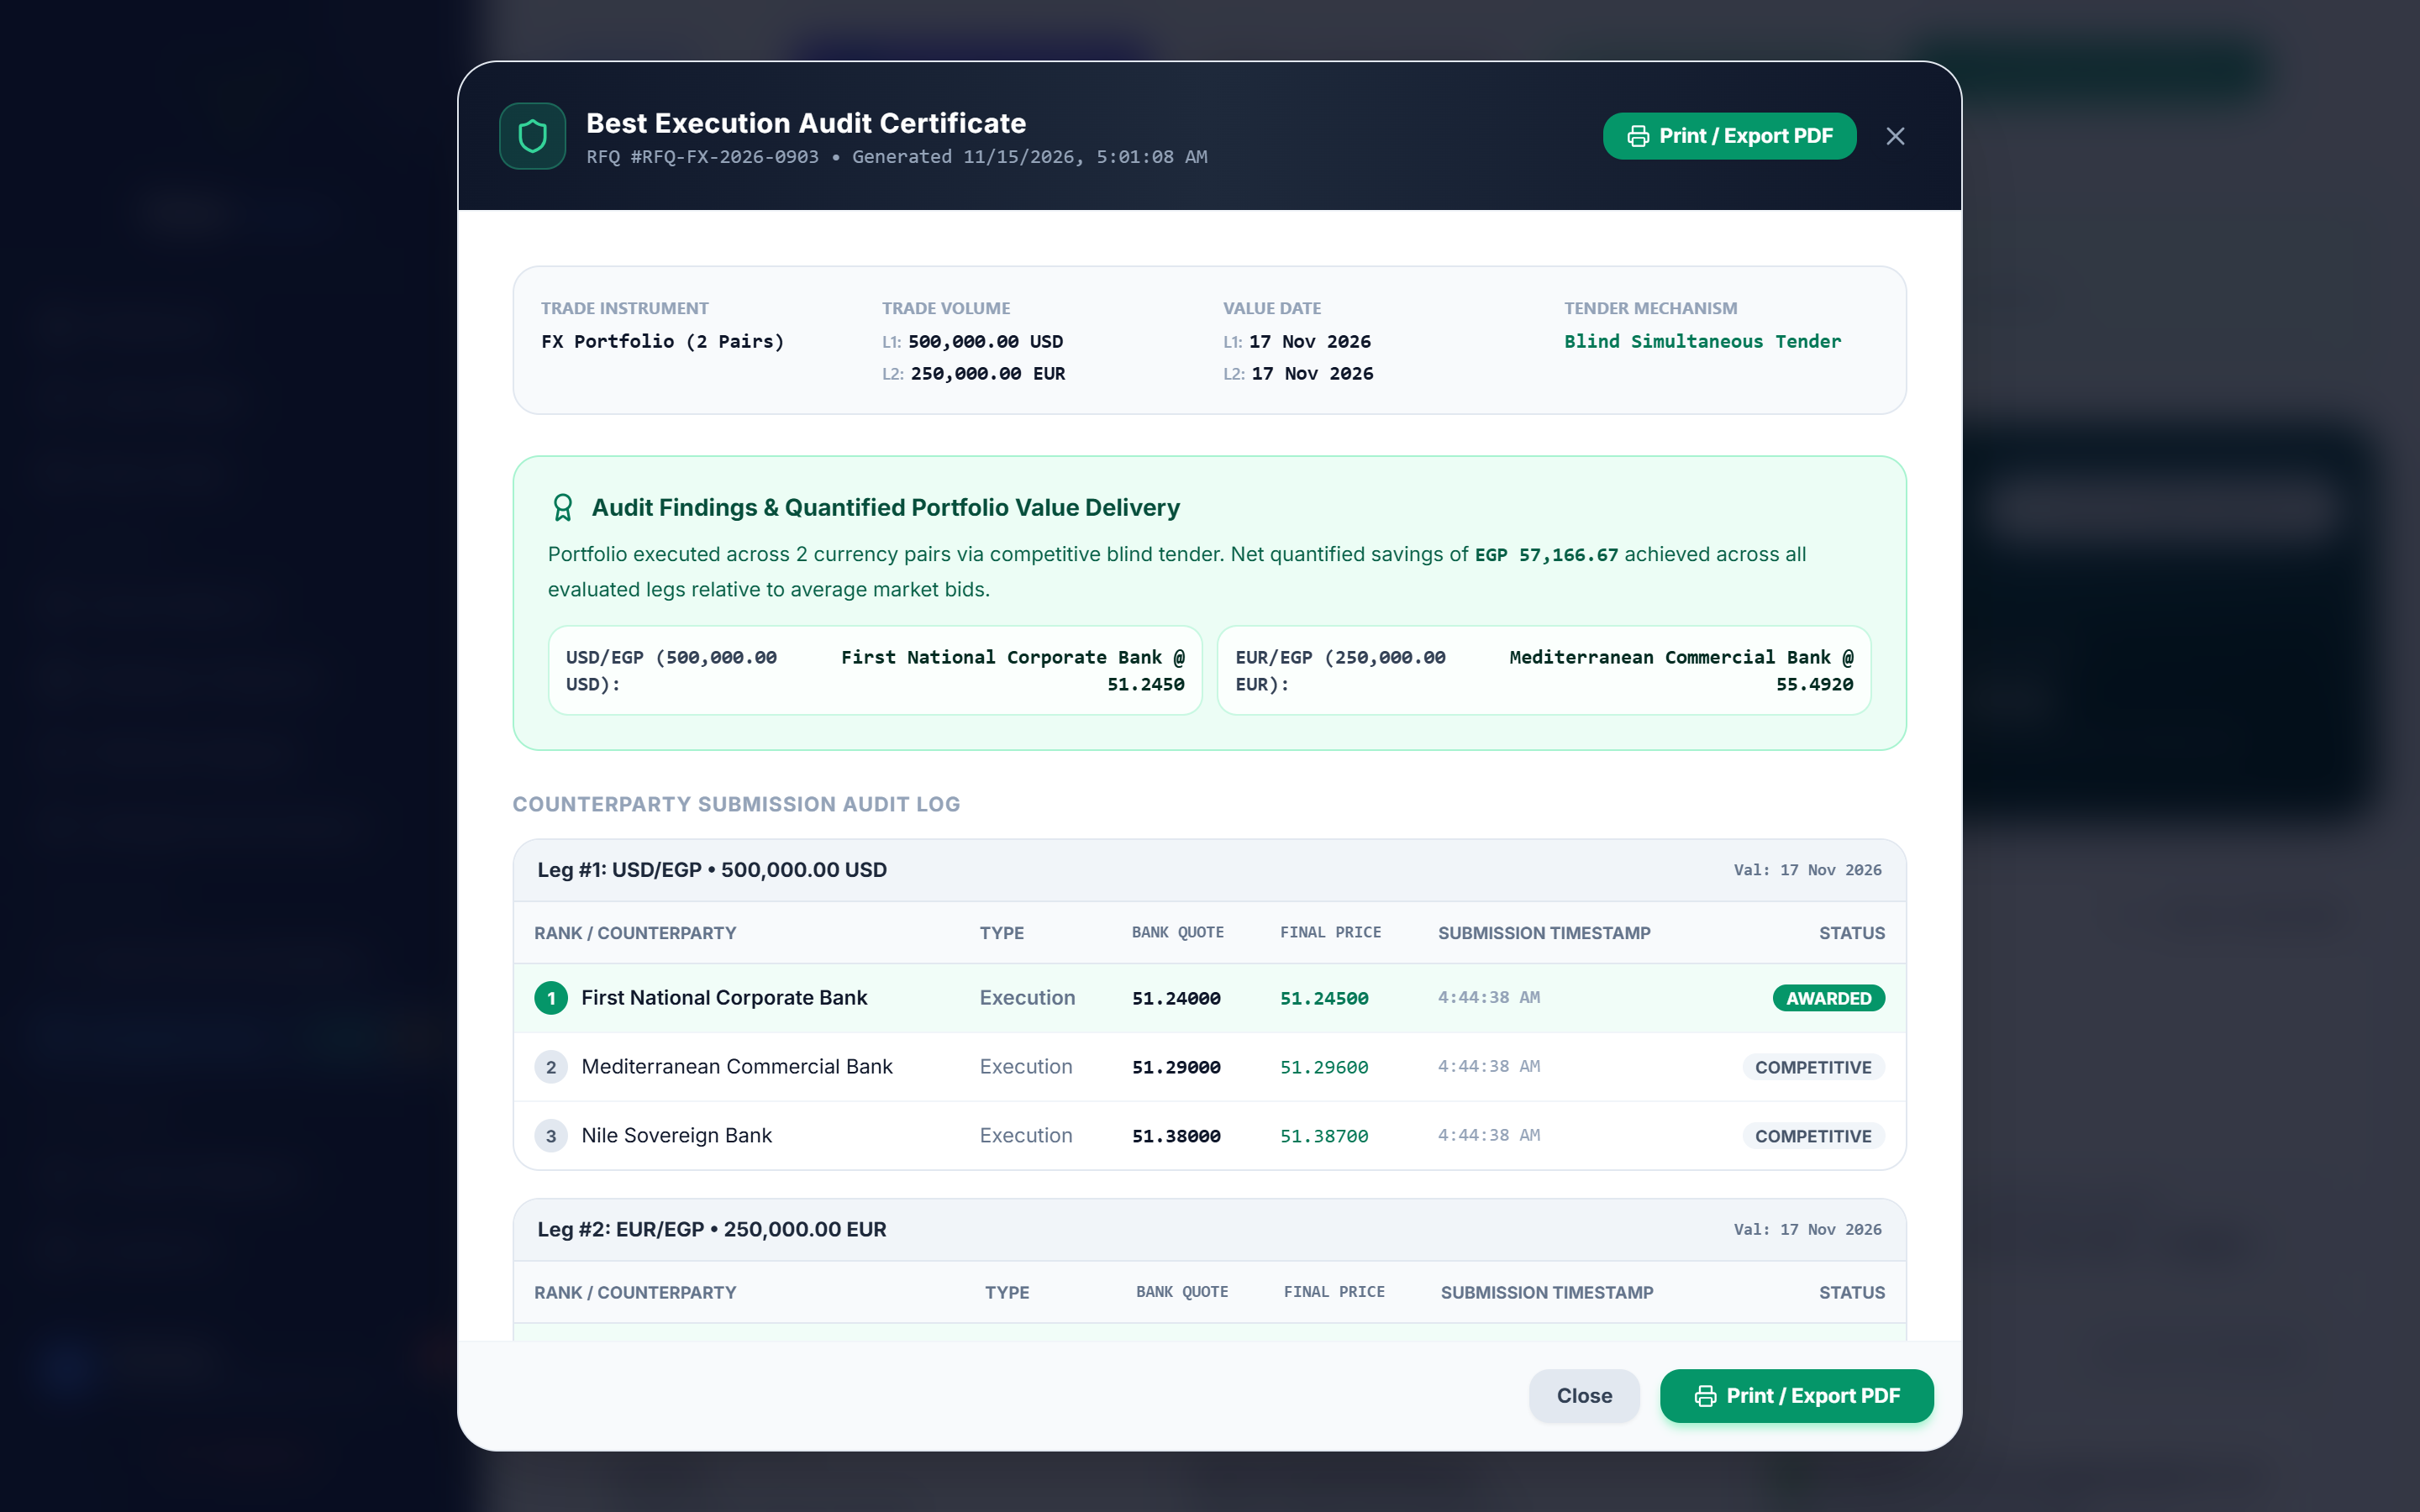 Best Execution Audit Certificate
RFQ #RFQ-FX-2026-0903 • Generated 11/15/2026, 5:01:08 AM
Print / Export PDF
TRADE INSTRUMENT
FX Portfolio (2 Pairs)
TRADE VOLUME
L1: 500,000.00 USD
L2: 250,000.00 EUR
VALUE DATE
L1: 17 Nov 2026
L2: 17 Nov 2026
TENDER MECHANISM
Blind Simultaneous Tender
Audit Findings & Quantified Portfolio Value Delivery
Portfolio executed across 2 currency pairs via competitive blind tender. Net quantified savings of EGP 57,166.67 achieved across all
evaluated legs relative to average market bids.
USD/EGP (500,000.00
USD):
First National Corporate Bank @
51.2450
EUR/EGP (250,000.00
EUR):
Mediterranean Commercial Bank @
55.4920
COUNTERPARTY SUBMISSION AUDIT LOG
Leg #1: USD/EGP • 500,000.00 USD Val: 17 Nov 2026
RANK / COUNTERPARTY TYPE BANK QUOTE FINAL PRICE SUBMISSION TIMESTAMP STATUS
1 First National Corporate Bank Execution 51.24000 51.24500 4:44:38 AM AWARDED
2 Mediterranean Commercial Bank Execution 51.29000 51.29600 4:44:38 AM COMPETITIVE
3 Nile Sovereign Bank Execution 51.38000 51.38700 4:44:38 AM COMPETITIVE
Leg #2: EUR/EGP • 250,000.00 EUR Val: 17 Nov 2026
RANK / COUNTERPARTY TYPE BANK QUOTE FINAL PRICE SUBMISSION TIMESTAMP STATUS
Close
Print / Export PDF